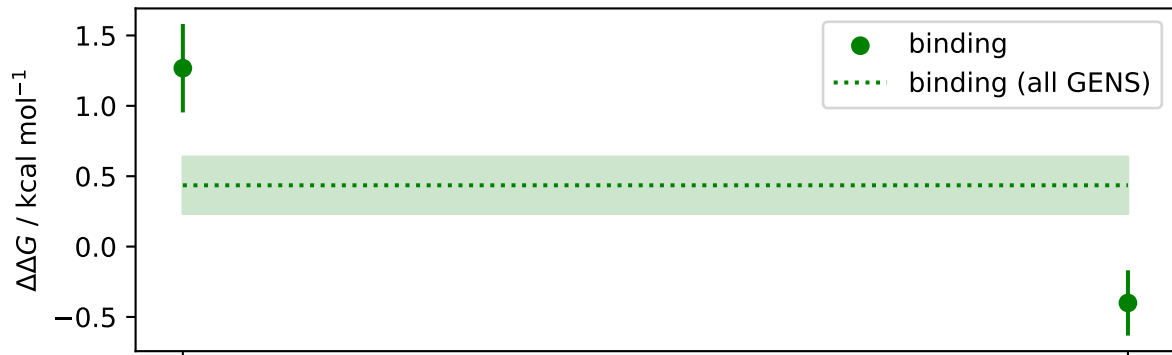 1.5
1.0
0.5
0.0
−0.5
ΔΔG / kcal mol⁻¹
binding
binding (all GENS)